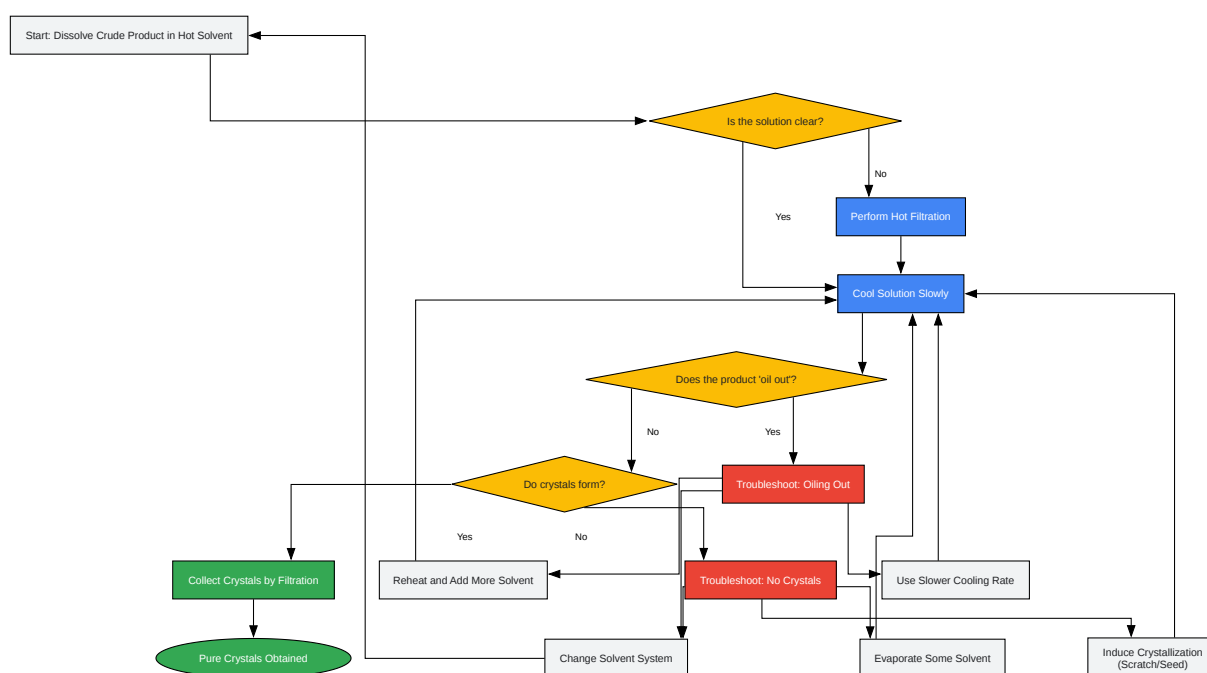 Start: Dissolve Crude Product in Hot Solvent
Is the solution clear?
No
Yes
Perform Hot Filtration
Cool Solution Slowly
Does the product 'oil out'?
No
Yes
Do crystals form?
Troubleshoot: Oiling Out
Yes
No
Collect Crystals by Filtration
Reheat and Add More Solvent
Troubleshoot: No Crystals
Use Slower Cooling Rate
Pure Crystals Obtained
Change Solvent System
Evaporate Some Solvent
Induce Crystallization
(Scratch/Seed)